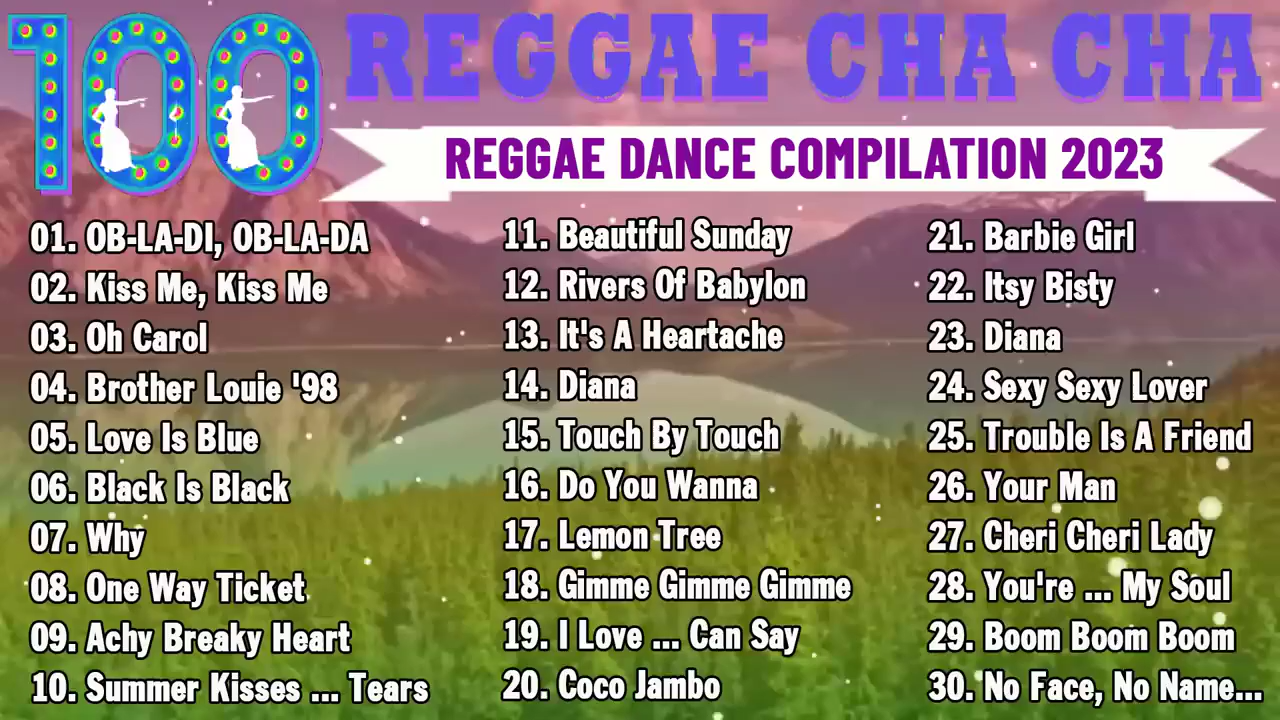 100 REGGAE CHA CHA
REGGAE DANCE COMPILATION 2023
01. OB-LA-DI, OB-LA-DA
02. Kiss Me, Kiss Me
03. Oh Carol
04. Brother Louie '98
05. Love Is Blue
06. Black Is Black
07. Why
08. One Way Ticket
09. Achy Breaky Heart
10. Summer Kisses ... Tears
11. Beautiful Sunday
12. Rivers Of Babylon
13. It's A Heartache
14. Diana
15. Touch By Touch
16. Do You Wanna
17. Lemon Tree
18. Gimme Gimme Gimme
19. I Love ... Can Say
20. Coco Jambo
21. Barbie Girl
22. Itsy Bisty
23. Diana
24. Sexy Sexy Lover
25. Trouble Is A Friend
26. Your Man
27. Cheri Cheri Lady
28. You're ... My Soul
29. Boom Boom Boom
30. No Face, No Name...